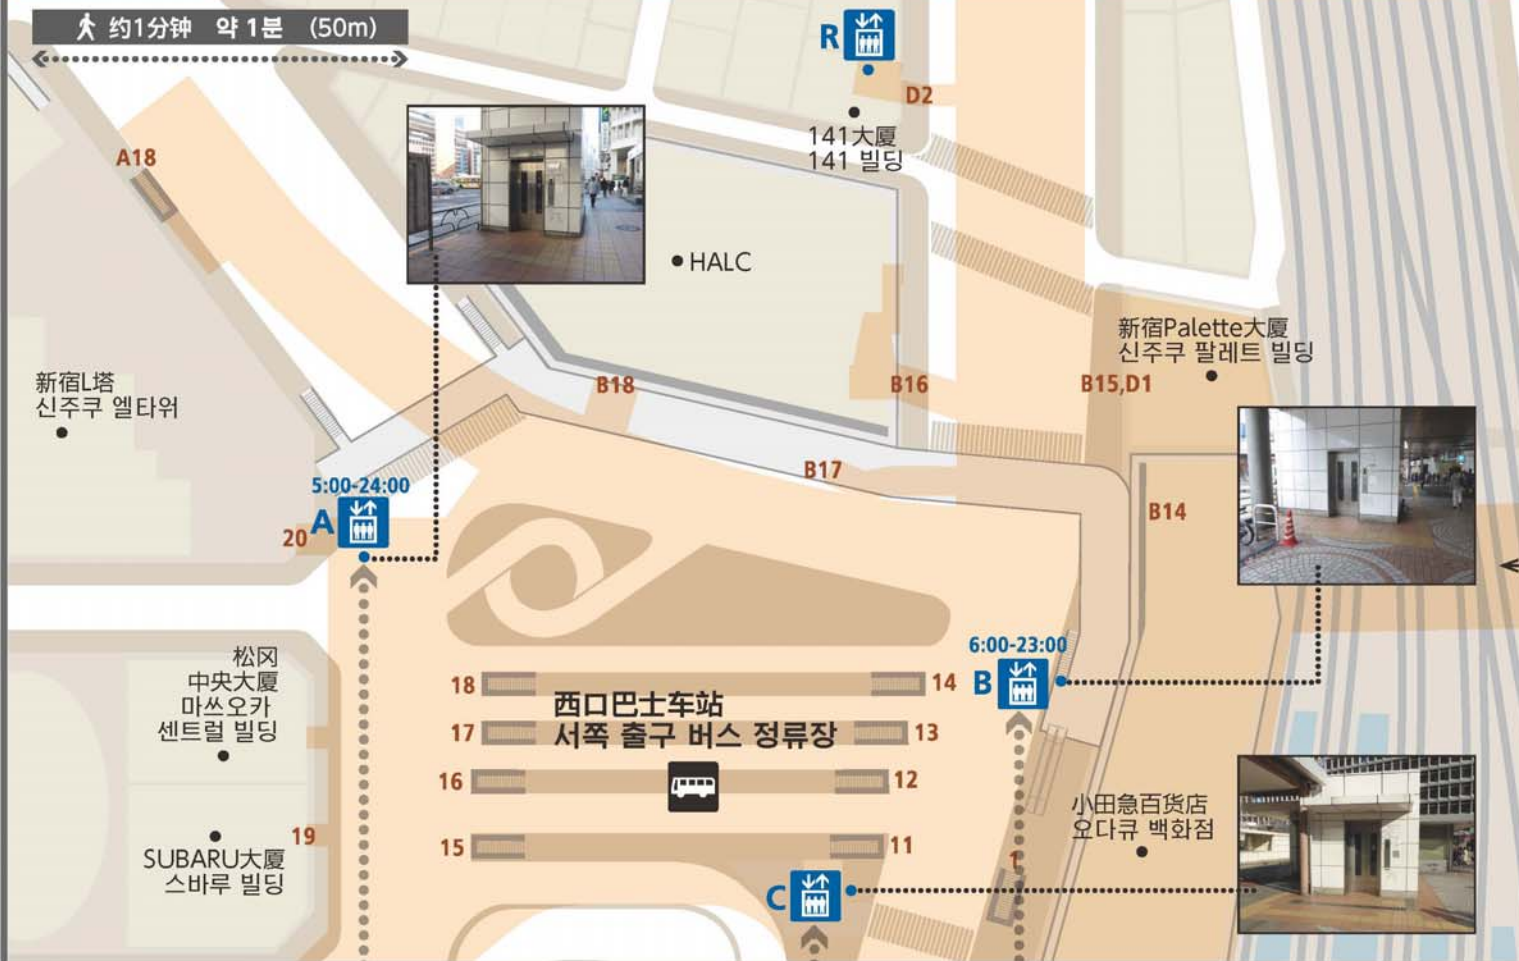 约1分钟 약 1분 (50m)
R
D2
141大厦
141 빌딩
A18
HALC
新宿Palette大厦
신주쿠 팔레트 빌딩
新宿L塔
신주쿠 엘타워
B18
B16
B15,D1
B17
5:00-24:00
A
20
B14
松冈
中央大厦
마쓰오카
센트럴 빌딩
6:00-23:00
B
18
14
西口巴士车站
서쪽 출구 버스 정류장
17
13
16
12
小田急百货店
오다큐 백화점
19
15
11
SUBARU大厦
스바루 빌딩
1
C